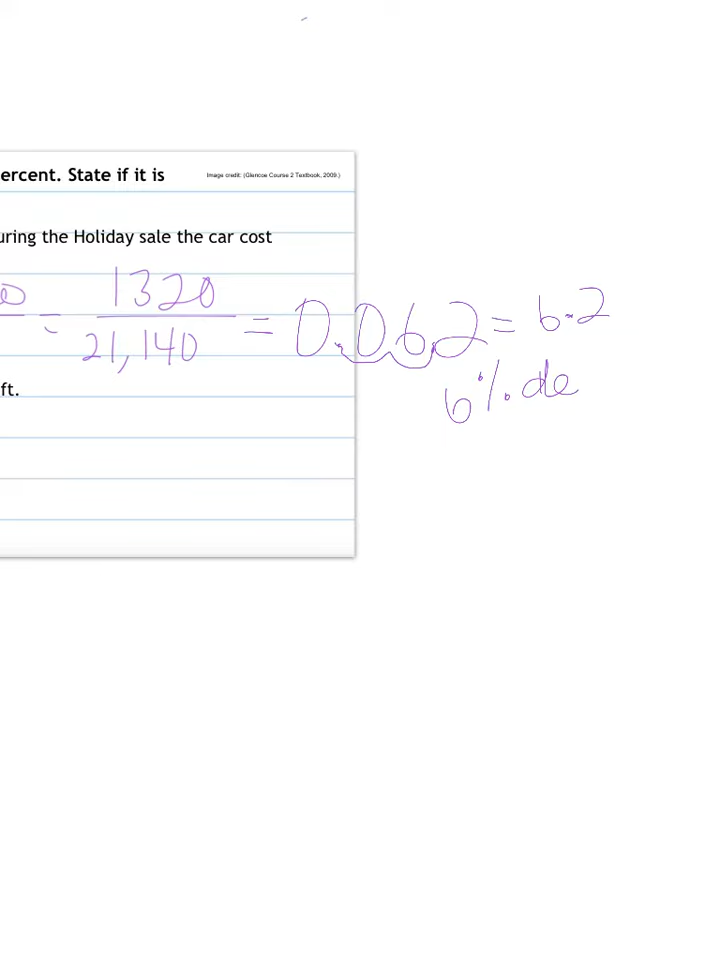 ercent. State if it is
Image credit: (Glencoe Course 2 Textbook, 2009.)
uring the Holiday sale the car cost
= 1320 / 21,140 = 0.062 = 6.2
6% de
ft.